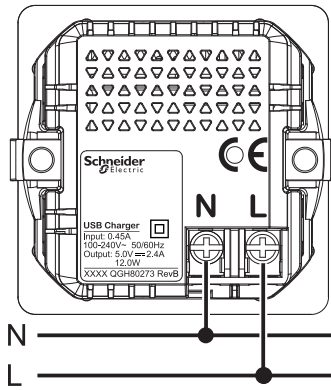 CE
Schneider
Electric
N L
USB Charger
Input: 0.45A
100-240V~ 50/60Hz
Output: 5.0V⎓2.4A
12.0W
XXXX QGH80273 RevB
N
L